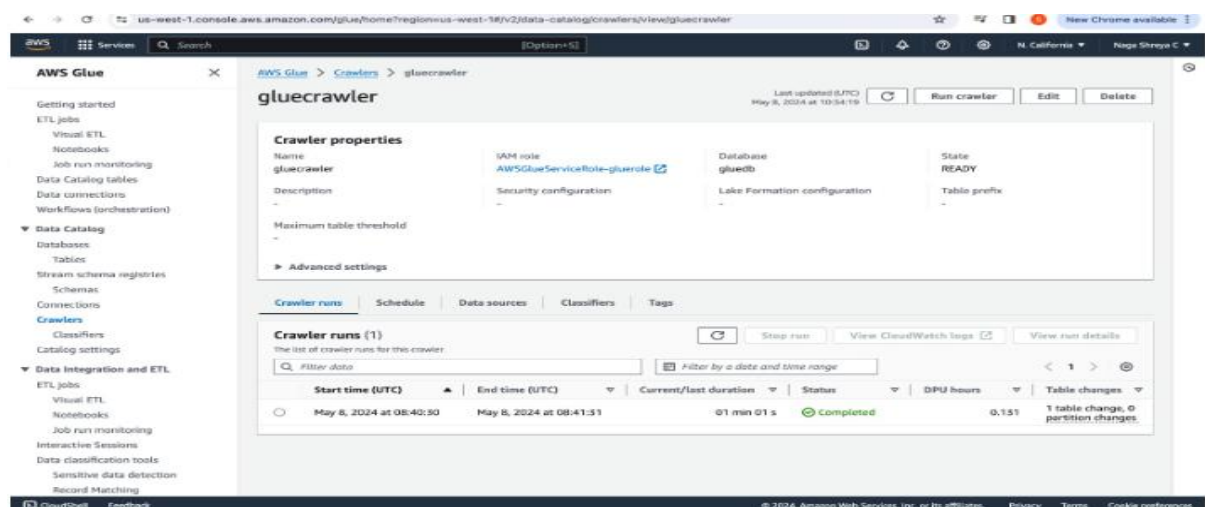 us-west-1.console.aws.amazon.com/glue/home?region=us-west-1#/v2/data-catalog/crawlers/view/gluecrawler
New Chrome available
aws
Services
Search
[Option+S]
N. California
Naga Shreya C
AWS Glue
Getting started
ETL jobs
Visual ETL
Notebooks
Job run monitoring
Data Catalog tables
Data connections
Workflows (orchestration)
Data Catalog
Databases
Tables
Stream schema registries
Schemas
Connections
Crawlers
Classifiers
Catalog settings
Data Integration and ETL
ETL jobs
Visual ETL
Notebooks
Job run monitoring
Interactive Sessions
Data classification tools
Sensitive data detection
Record Matching
AWS Glue > Crawlers > gluecrawler
gluecrawler
Last updated (UTC)
May 8, 2024 at 10:54:19
Run crawler
Edit
Delete
Crawler properties
Name
gluecrawler
IAM role
AWSGlueServiceRole-gluerole
Database
gluedb
State
READY
Description
-
Security configuration
-
Lake Formation configuration
-
Table prefix
-
Maximum table threshold
-
Advanced settings
Crawler runs
Schedule
Data sources
Classifiers
Tags
Crawler runs (1)
The list of crawler runs for this crawler
Stop run
View CloudWatch logs
View run details
Filter data
Filter by a date and time range
< 1 >
Start time (UTC)
End time (UTC)
Current/last duration
Status
DPU hours
Table changes
May 8, 2024 at 08:40:30
May 8, 2024 at 08:41:31
01 min 01 s
Completed
0.131
1 table change, 0
partition changes
CloudShell
Feedback
© 2024, Amazon Web Services, Inc. or its affiliates.
Privacy
Terms
Cookie preferences